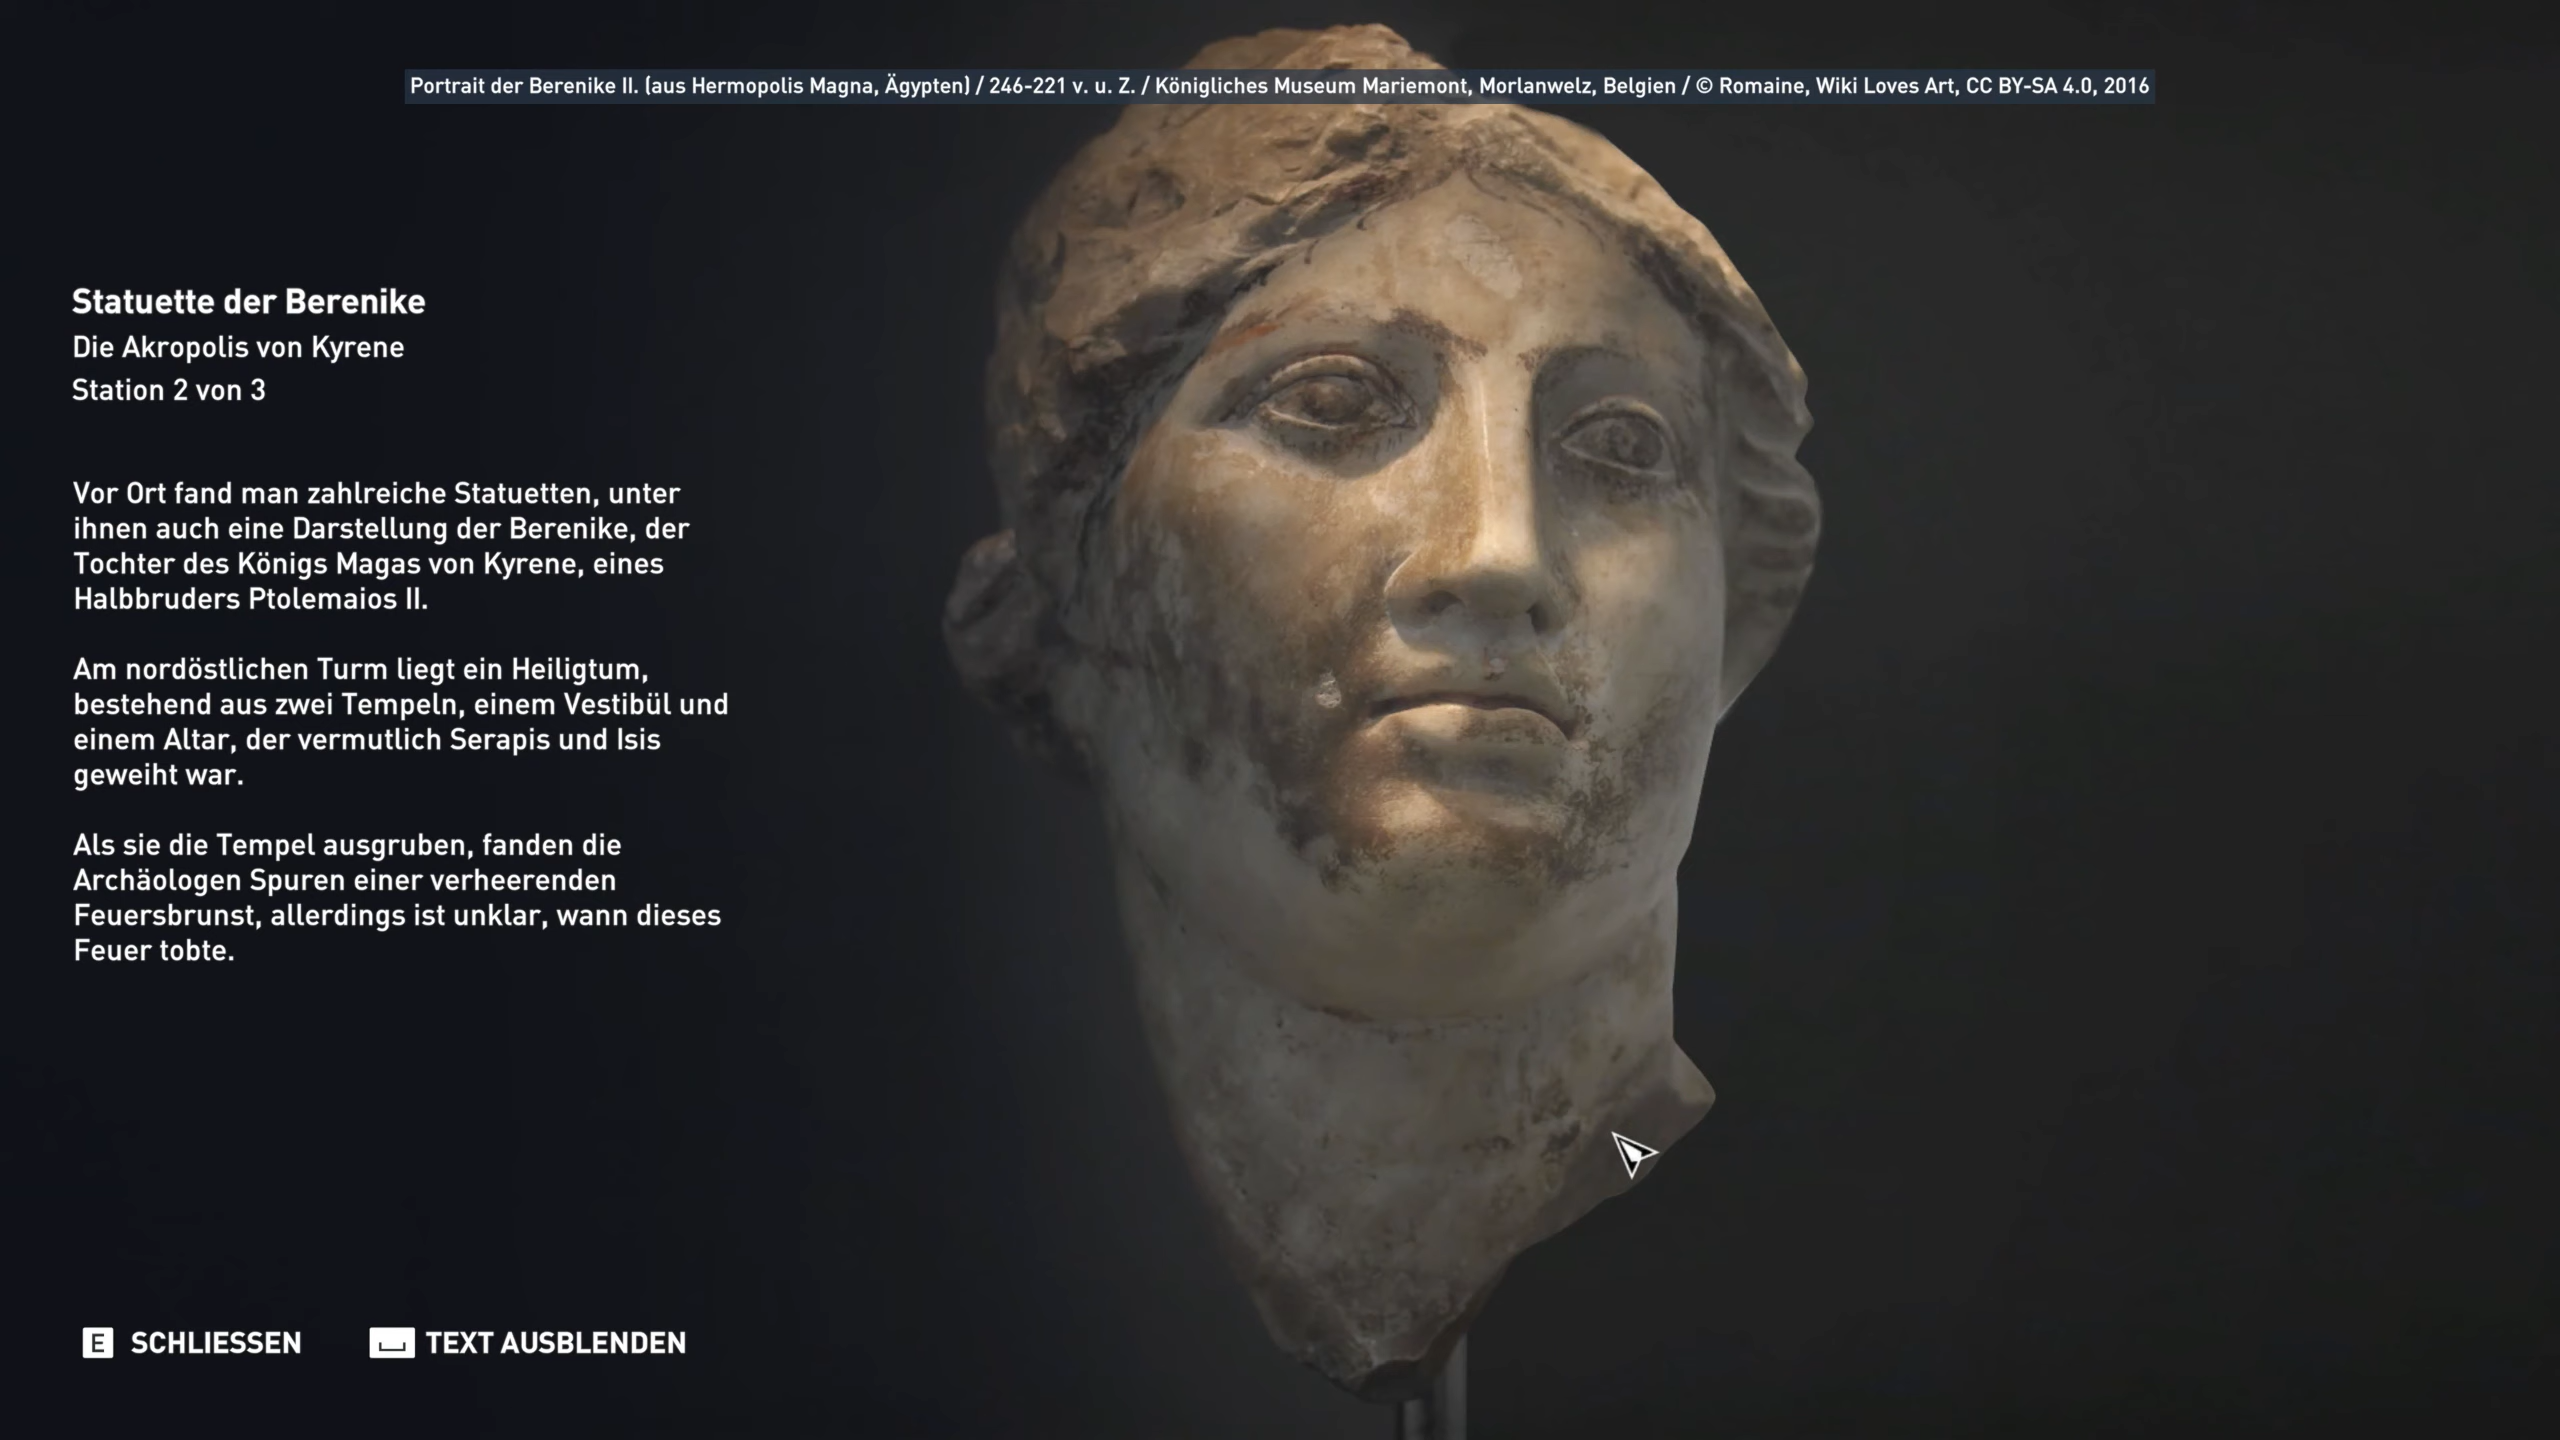 Portrait der Berenike II. (aus Hermopolis Magna, Ägypten) / 246-221 v. u. Z. / Königliches Museum Mariemont, Morlanwelz, Belgien / © Romaine, Wiki Loves Art, CC BY-SA 4.0, 2016
Statuette der Berenike
Die Akropolis von Kyrene
Station 2 von 3
Vor Ort fand man zahlreiche Statuetten, unter
ihnen auch eine Darstellung der Berenike, der
Tochter des Königs Magas von Kyrene, eines
Halbbruders Ptolemaios II.
Am nordöstlichen Turm liegt ein Heiligtum,
bestehend aus zwei Tempeln, einem Vestibül und
einem Altar, der vermutlich Serapis und Isis
geweiht war.
Als sie die Tempel ausgruben, fanden die
Archäologen Spuren einer verheerenden
Feuersbrunst, allerdings ist unklar, wann dieses
Feuer tobte.
E SCHLIESSEN TEXT AUSBLENDEN